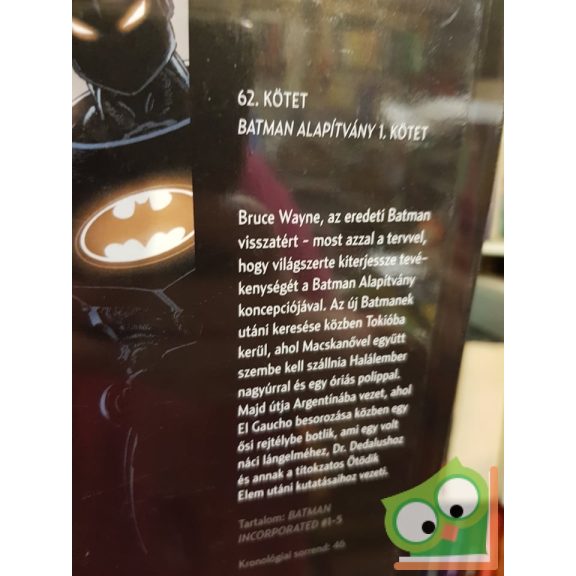 62. KÖTET
BATMAN ALAPÍTVÁNY 1. KÖTET
Bruce Wayne, az eredeti Batman
visszatért – most azzal a tervvel,
hogy világszerte kiterjessze tevé-
kenységét a Batman Alapítvány
koncepciójával. Az új Batmanek
utáni keresése közben Tokióba
kerül, ahol Macskanővel együtt
szembe kell szállnia Halálember
nagyúrral és egy óriás polippal.
Majd útja Argentínába vezet, ahol
El Gaucho besorozása közben egy
ősi rejtélybe botlik, ami egy volt
náci lángelméhez, Dr. Dedalushoz
és annak a titokzatos Ötödik
Elem utáni kutatásaihoz vezeti.
Tartalom: BATMAN
INCORPORATED #1-5
Kronológiai sorrend: 46